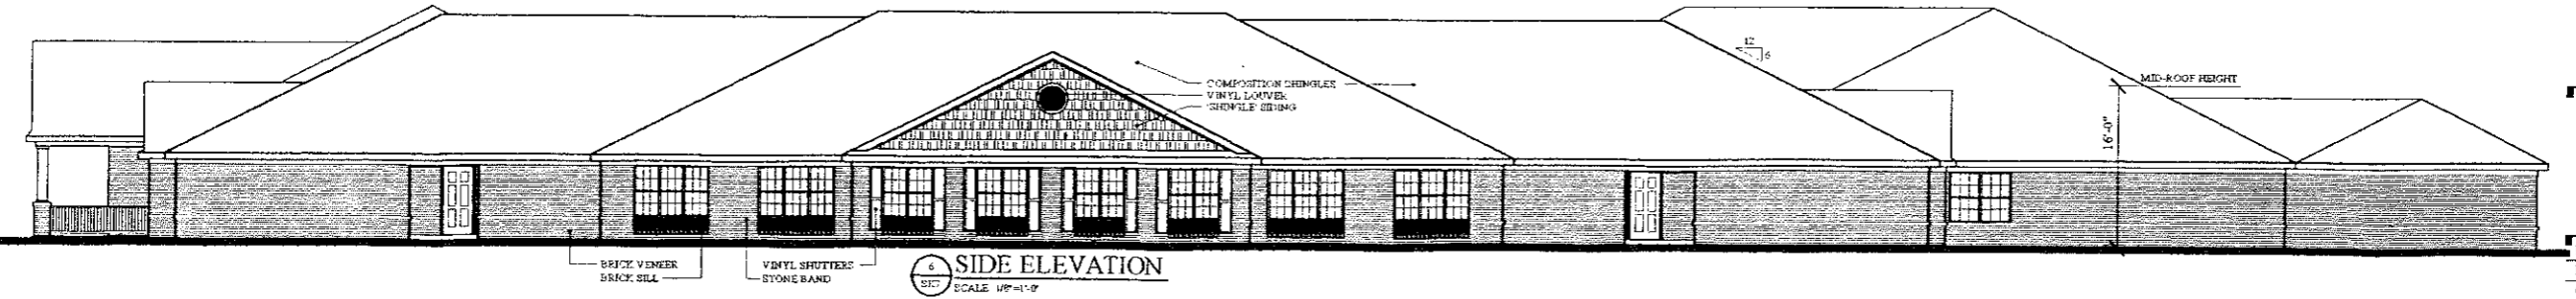 12
6
MID-ROOF HEIGHT
COMPOSITION SHINGLES
VINYL LOUVER
'SHINGLE' SIDING
16'-0"
BRICK VENEER
BRICK SILL
VINYL SHUTTERS
STONE BAND
6
SIDE ELEVATION
SCALE 1/8"=1'-0"